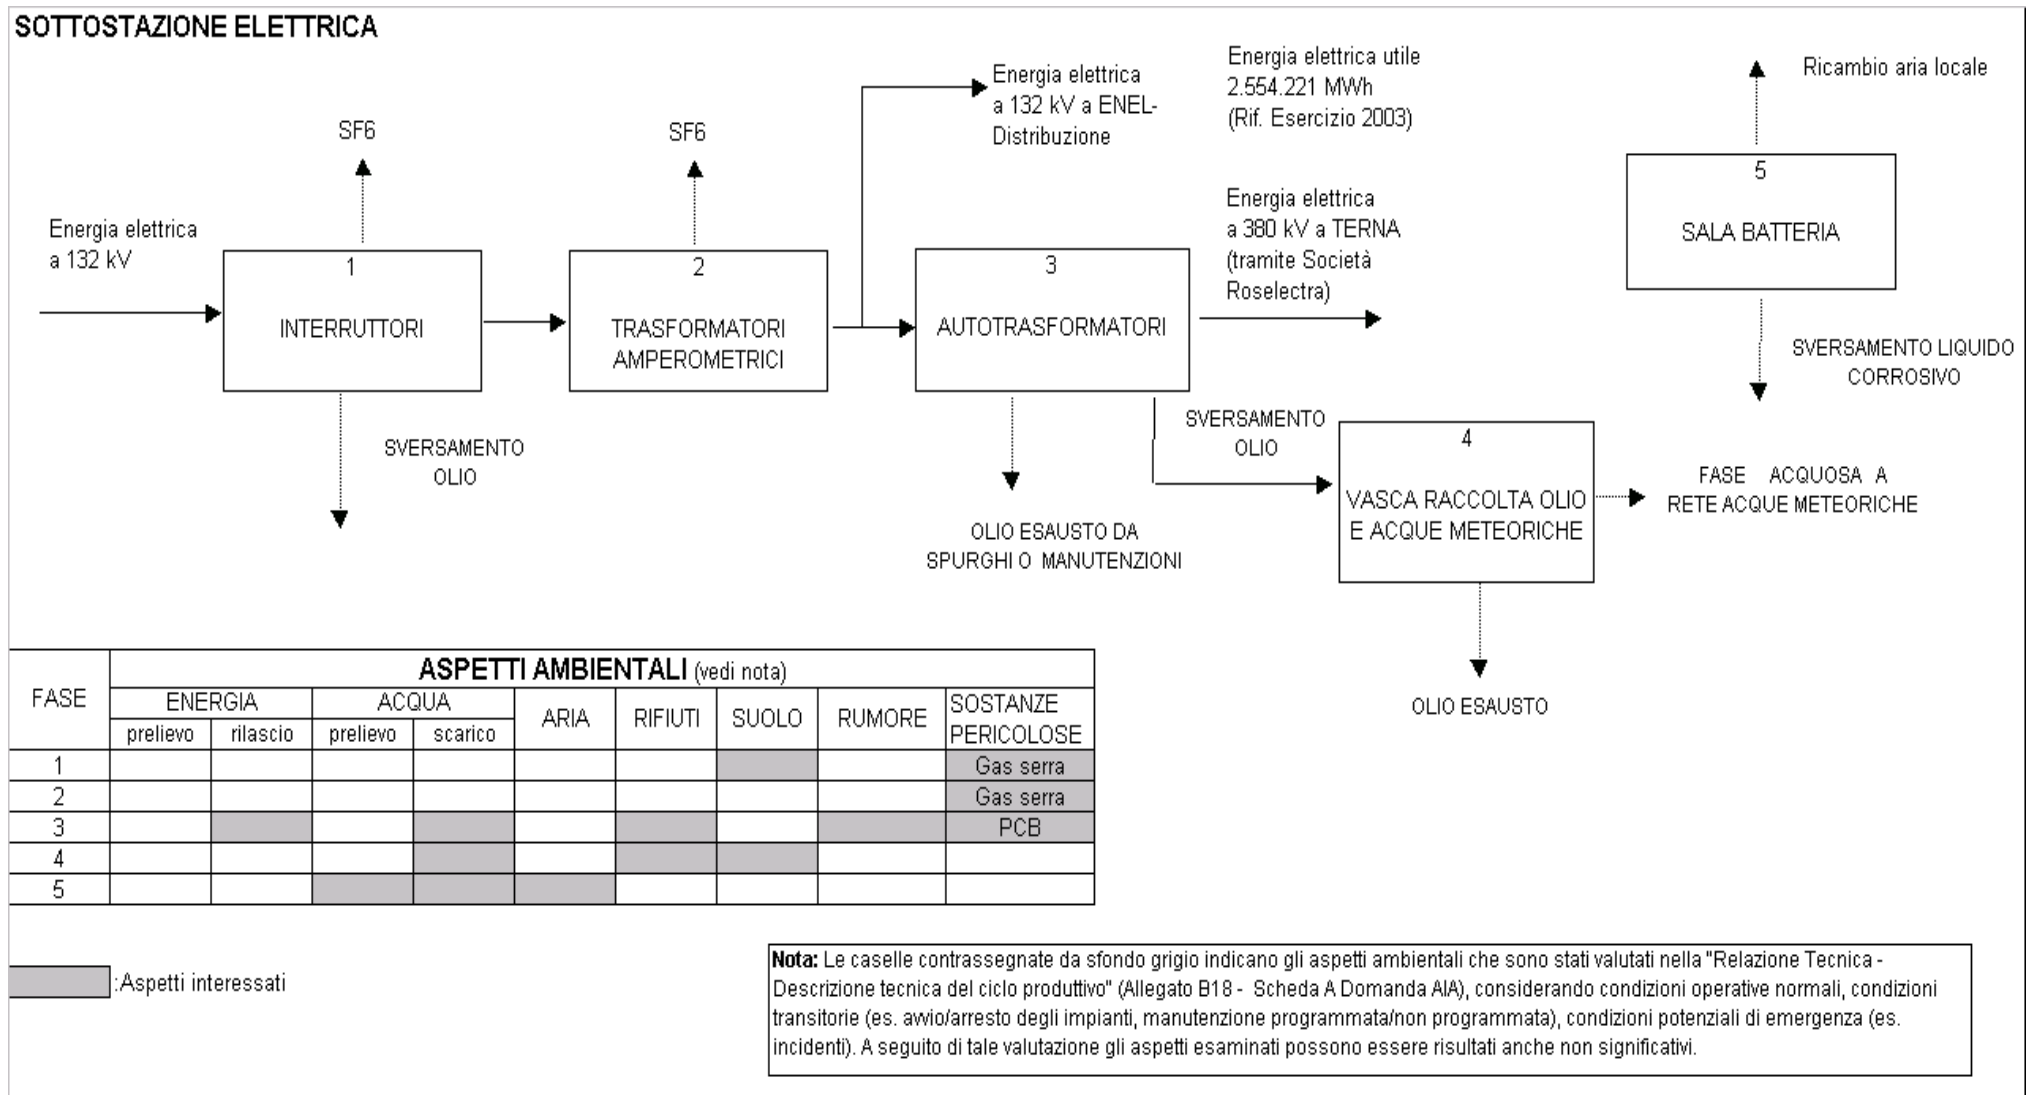 SOTTOSTAZIONE ELETTRICA
Energia elettrica
a 132 kV
SF6
1
INTERRUTTORI
SVERSAMENTO
OLIO
SF6
2
TRASFORMATORI
AMPEROMETRICI
Energia elettrica
a 132 kV a ENEL-
Distribuzione
Energia elettrica utile
2.554.221 MWh
(Rif. Esercizio 2003)
3
AUTOTRASFORMATORI
Energia elettrica
a 380 kV a TERNA
(tramite Società
Roselectra)
OLIO ESAUSTO DA
SPURGHI O MANUTENZIONI
SVERSAMENTO
OLIO
4
VASCA RACCOLTA OLIO
E ACQUE METEORICHE
OLIO ESAUSTO
FASE ACQUOSA A
RETE ACQUE METEORICHE
Ricambio aria locale
5
SALA BATTERIA
SVERSAMENTO LIQUIDO
CORROSIVO
FASE
ASPETTI AMBIENTALI (vedi nota)
ENERGIA ACQUA ARIA RIFIUTI SUOLO RUMORE SOSTANZE
PERICOLOSE
prelievo rilascio prelievo scarico
1 Gas serra
2 Gas serra
3 PCB
4
5
:Aspetti interessati
Nota: Le caselle contrassegnate da sfondo grigio indicano gli aspetti ambientali che sono stati valutati nella "Relazione Tecnica -
Descrizione tecnica del ciclo produttivo" (Allegato B18 - Scheda A Domanda AIA), considerando condizioni operative normali, condizioni
transitorie (es. avvio/arresto degli impianti, manutenzione programmata/non programmata), condizioni potenziali di emergenza (es.
incidenti). A seguito di tale valutazione gli aspetti esaminati possono essere risultati anche non significativi.